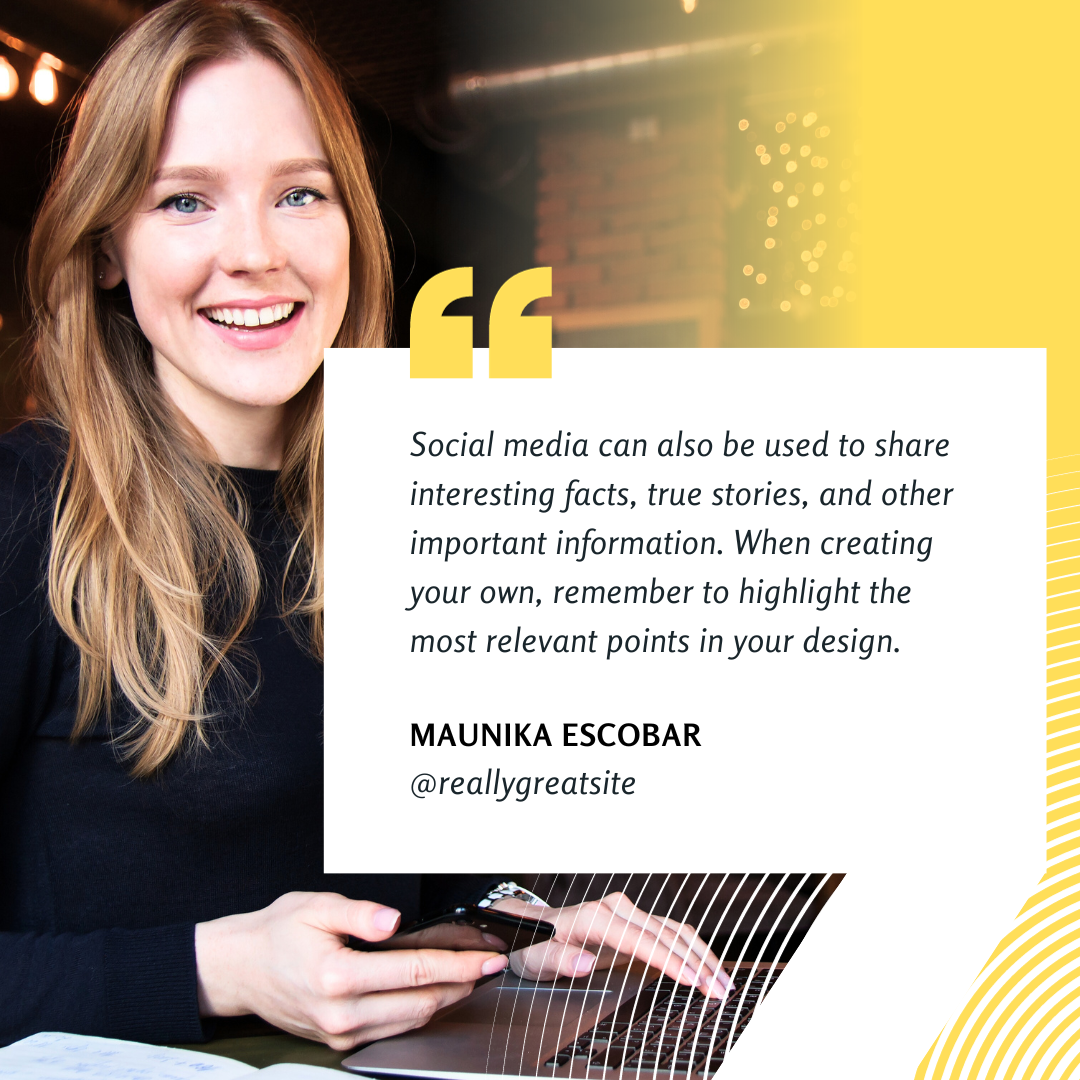 Social media can also be used to share
interesting facts, true stories, and other
important information. When creating
your own, remember to highlight the
most relevant points in your design.
MAUNIKA ESCOBAR
@reallygreatsite